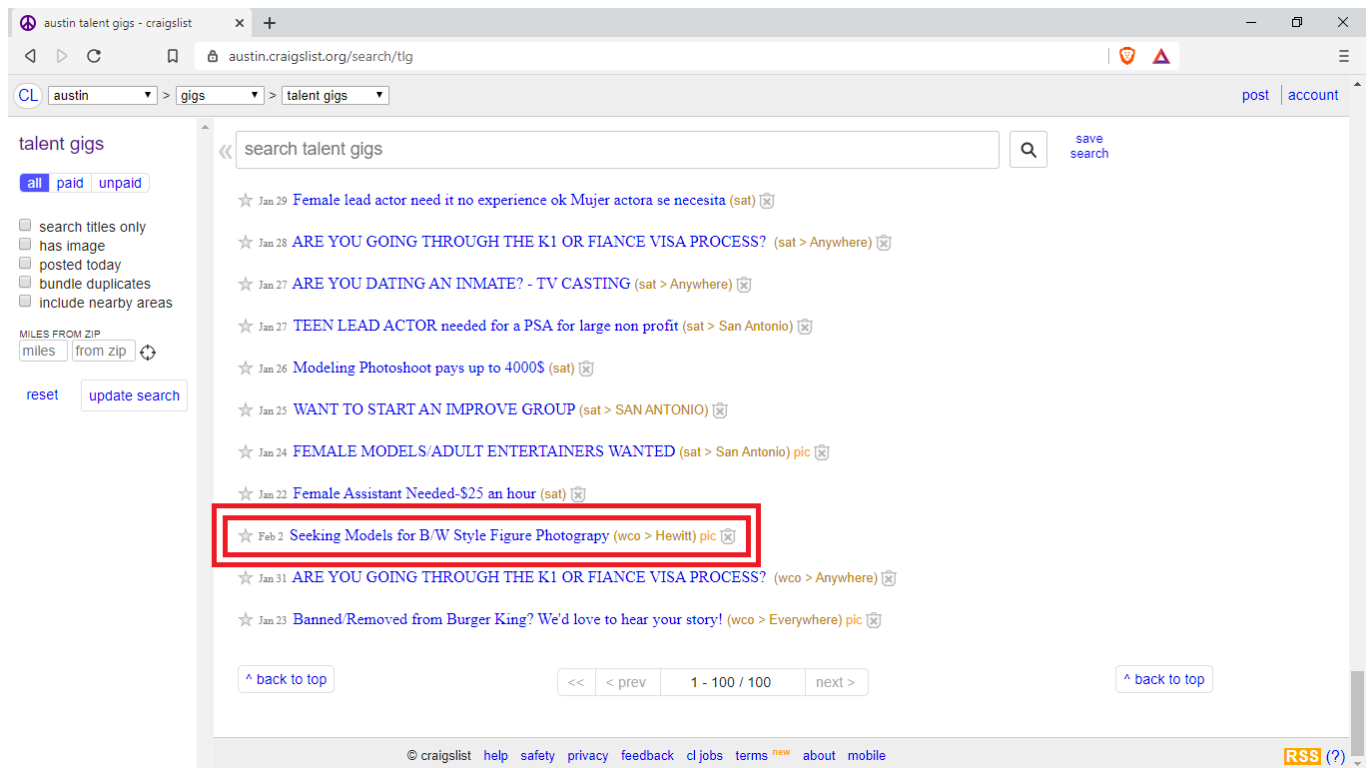 austin talent gigs - craigslist
austin.craigslist.org/search/tlg
CL austin > gigs > talent gigs post account
talent gigs
all paid unpaid
search titles only
has image
posted today
bundle duplicates
include nearby areas
MILES FROM ZIP
miles from zip
reset update search
search talent gigs
save
search
Jan 29 Female lead actor need it no experience ok Mujer actora se necesita (sat)
Jan 28 ARE YOU GOING THROUGH THE K1 OR FIANCE VISA PROCESS? (sat > Anywhere)
Jan 27 ARE YOU DATING AN INMATE? - TV CASTING (sat > Anywhere)
Jan 27 TEEN LEAD ACTOR needed for a PSA for large non profit (sat > San Antonio)
Jan 26 Modeling Photoshoot pays up to 4000$ (sat)
Jan 25 WANT TO START AN IMPROVE GROUP (sat > SAN ANTONIO)
Jan 24 FEMALE MODELS/ADULT ENTERTAINERS WANTED (sat > San Antonio) pic
Jan 22 Female Assistant Needed-$25 an hour (sat)
Feb 2 Seeking Models for B/W Style Figure Photograpy (wco > Hewitt) pic
Jan 31 ARE YOU GOING THROUGH THE K1 OR FIANCE VISA PROCESS? (wco > Anywhere)
Jan 23 Banned/Removed from Burger King? We'd love to hear your story! (wco > Everywhere) pic
^ back to top << < prev 1 - 100 / 100 next > ^ back to top
© craigslist help safety privacy feedback cl jobs terms new about mobile
RSS (?)